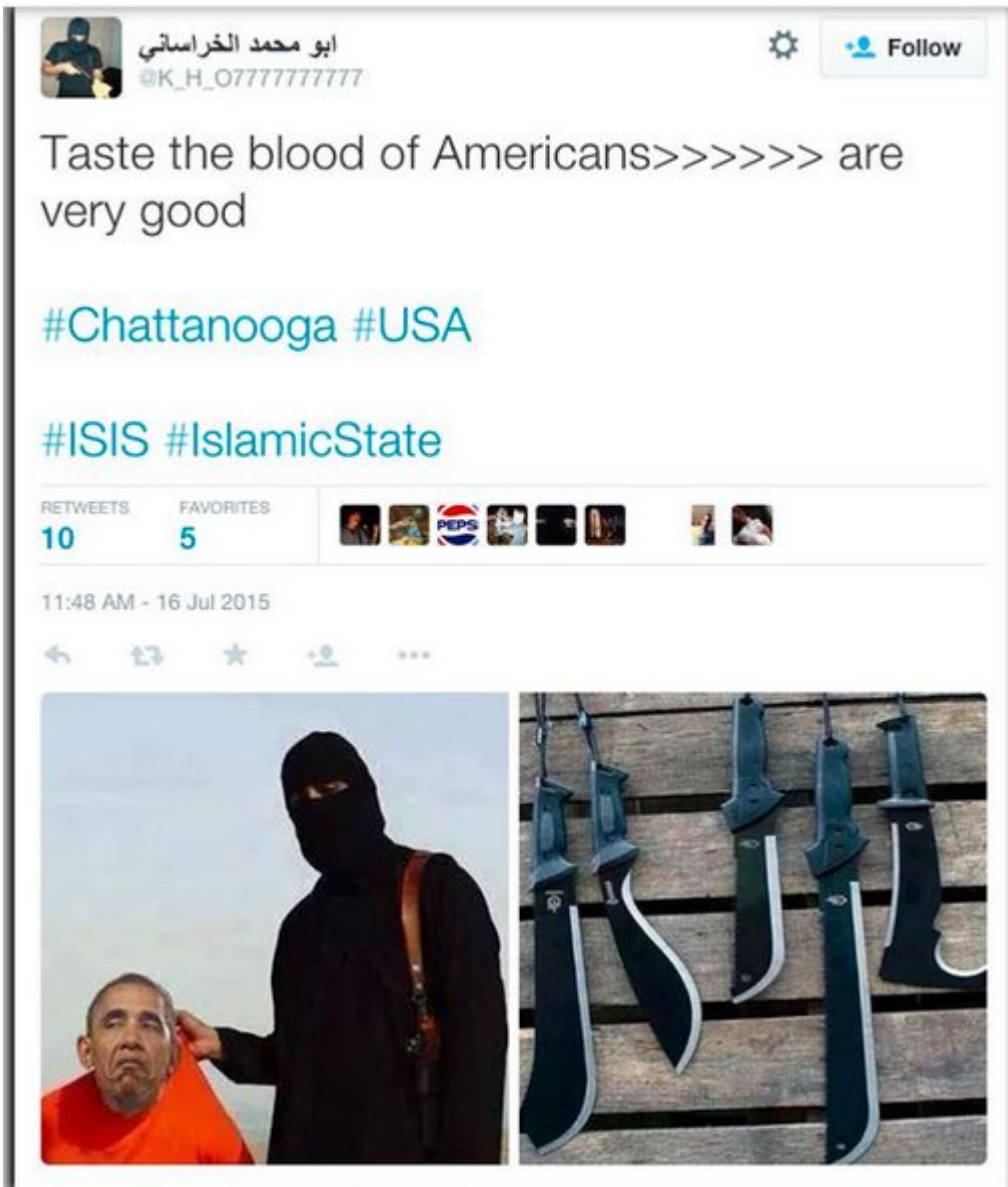 ابو محمد الخراساني
@K_H_O7777777777
Follow
Taste the blood of Americans>>>>>> are
very good
#Chattanooga #USA
#ISIS #IslamicState
RETWEETS FAVORITES
10 5
PEPS
11:48 AM - 16 Jul 2015